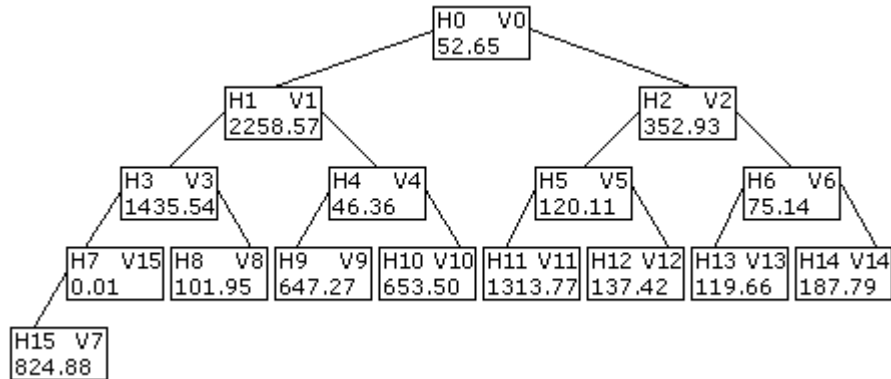 H0 V0
52.65
H1 V1
2258.57
H2 V2
352.93
H3 V3
1435.54
H4 V4
46.36
H5 V5
120.11
H6 V6
75.14
H7 V15
0.01
H8 V8
101.95
H9 V9
647.27
H10 V10
653.50
H11 V11
1313.77
H12 V12
137.42
H13 V13
119.66
H14 V14
187.79
H15 V7
824.88